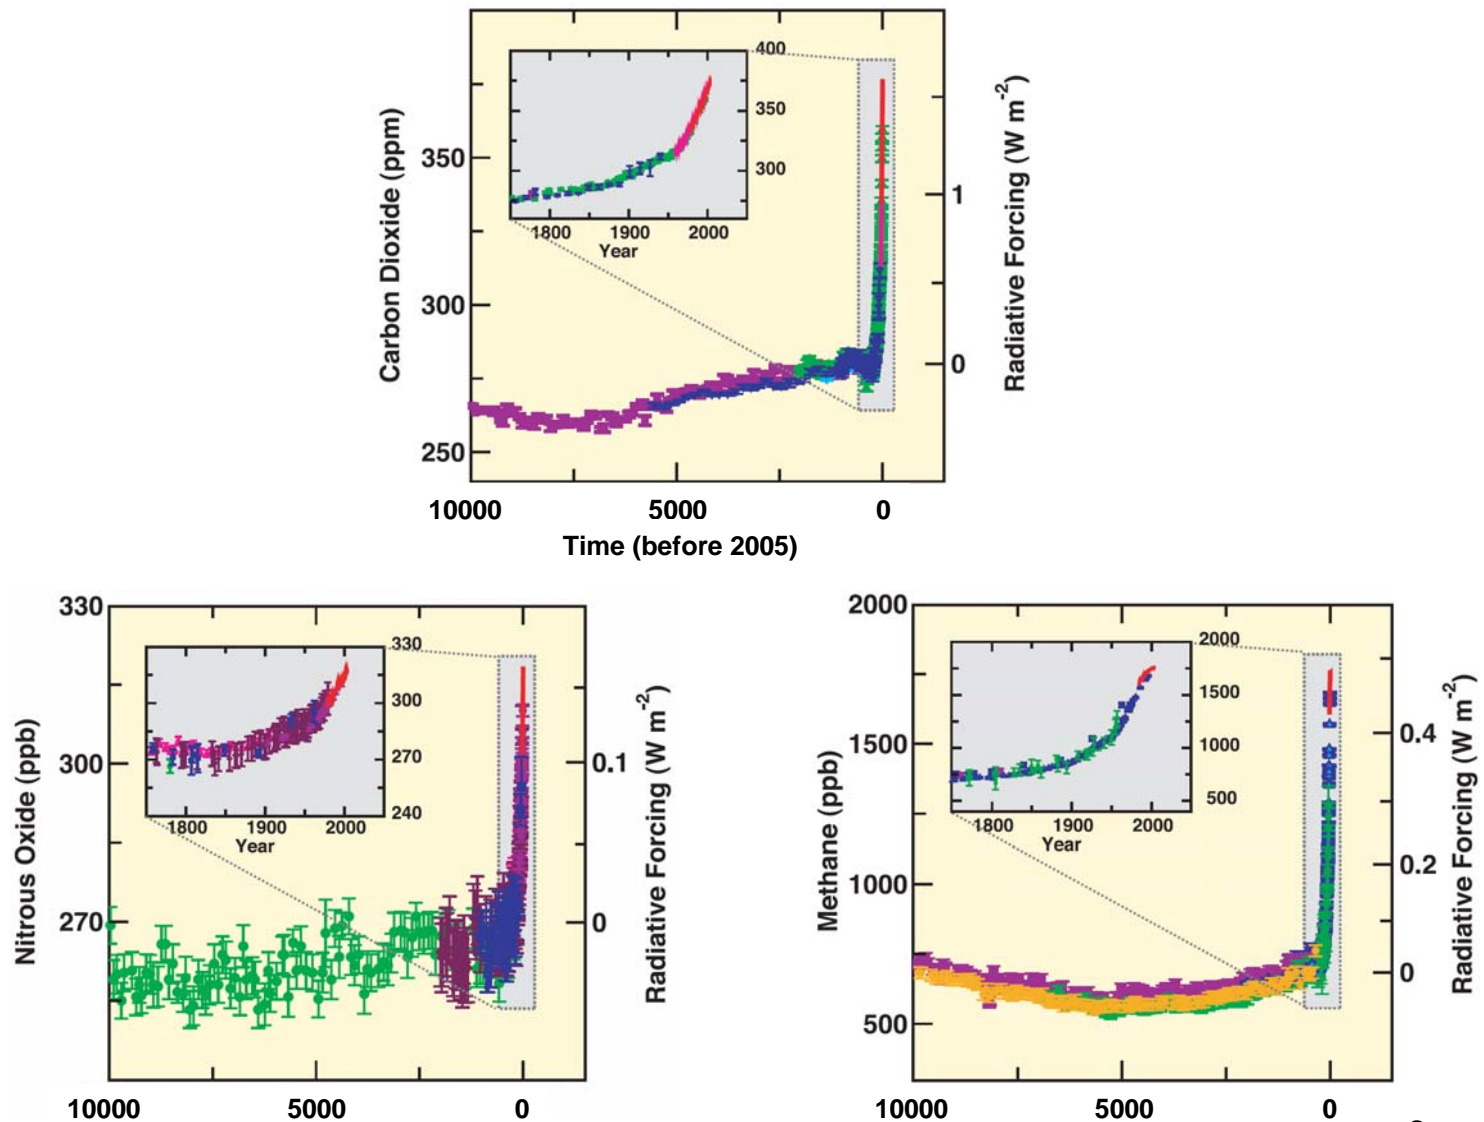 Carbon Dioxide (ppm)
350
300
250
400
350
300
1800 1900 2000
Year
1
0
Radiative Forcing (W m-2)
10000 5000 0
Time (before 2005)
Nitrous Oxide (ppb)
330
300
270
330
300
270
240
1800 1900 2000
Year
0.1
0
Radiative Forcing (W m-2)
10000 5000 0
Methane (ppb)
2000
1500
1000
500
2000
1500
1000
500
1800 1900 2000
Year
0.4
0.2
0
Radiative Forcing (W m-2)
10000 5000 0